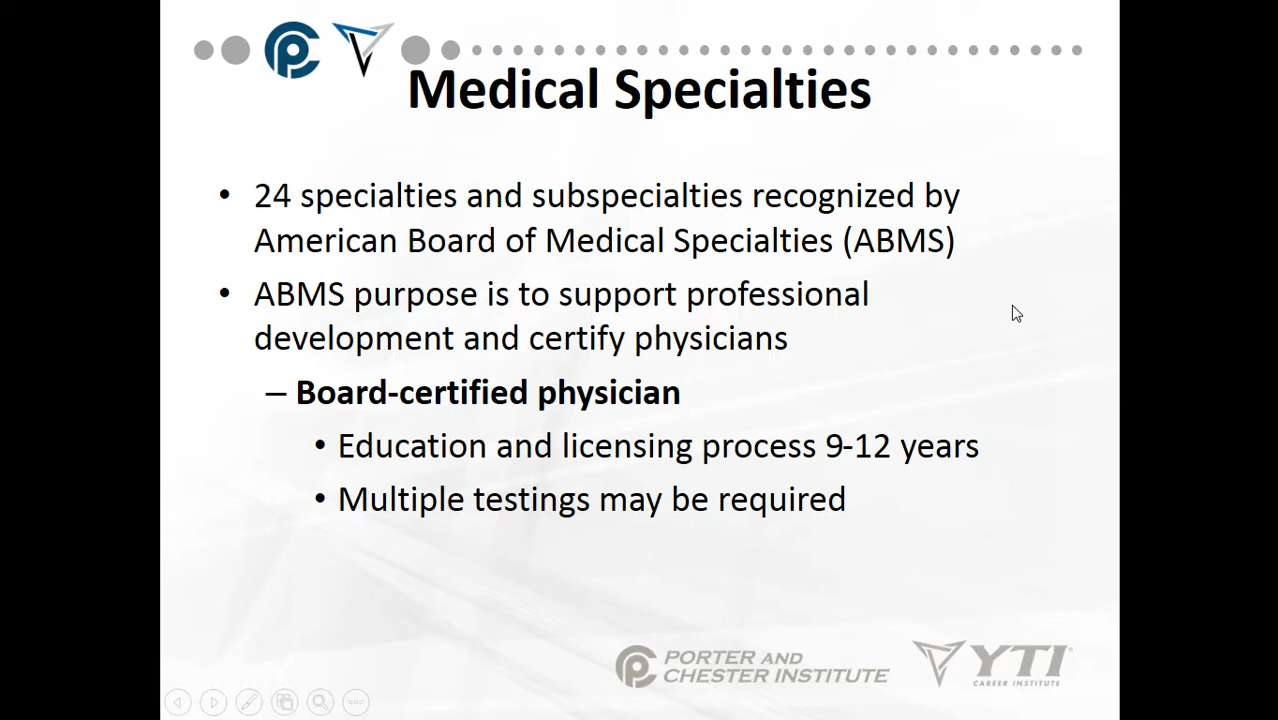 Medical Specialties
• 24 specialties and subspecialties recognized by
American Board of Medical Specialties (ABMS)
• ABMS purpose is to support professional
development and certify physicians
– Board-certified physician
• Education and licensing process 9-12 years
• Multiple testings may be required
PORTER AND
CHESTER INSTITUTE
YTI®
CAREER INSTITUTE